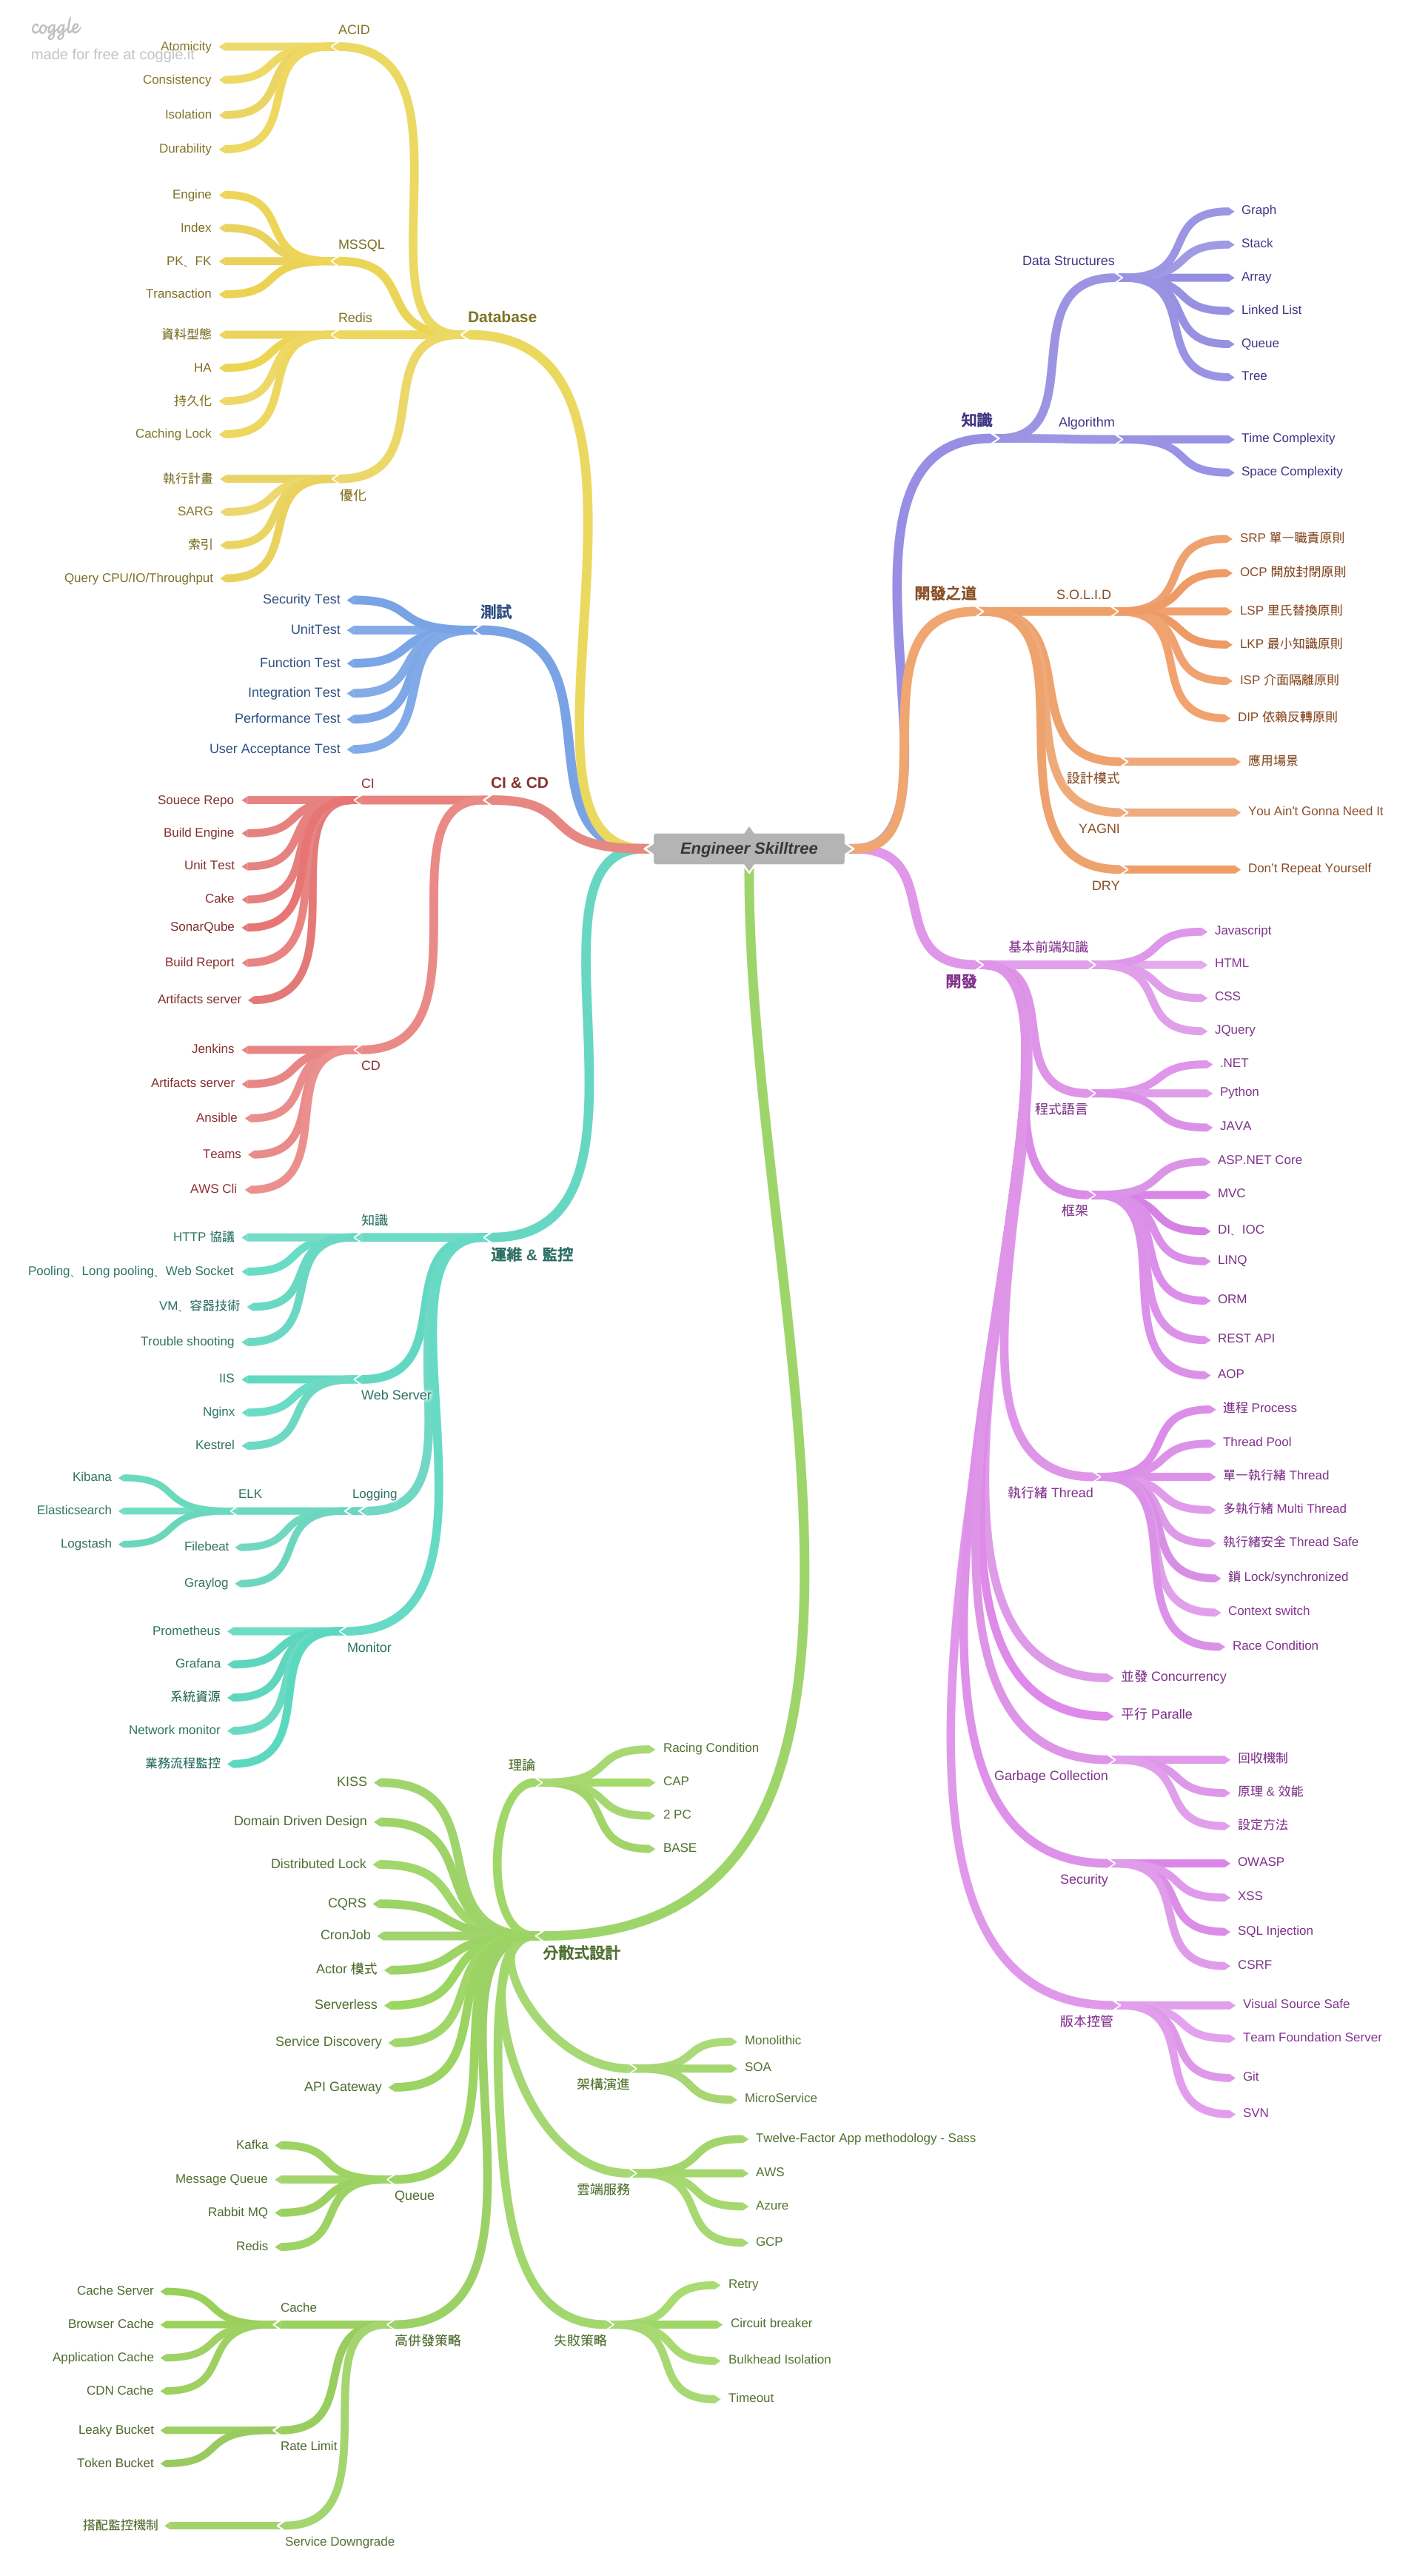 coggle
made for free at coggle.it
Engineer Skilltree
Database
ACID
Atomicity
Consistency
Isolation
Durability
MSSQL
Engine
Index
PK、FK
Transaction
Redis
資料型態
HA
持久化
Caching Lock
優化
執行計畫
SARG
索引
Query CPU/IO/Throughput
測試
Security Test
UnitTest
Function Test
Integration Test
Performance Test
User Acceptance Test
CI & CD
CI
Souece Repo
Build Engine
Unit Test
Cake
SonarQube
Build Report
Artifacts server
CD
Jenkins
Artifacts server
Ansible
Teams
AWS Cli
運維 & 監控
知識
HTTP 協議
Pooling、Long pooling、Web Socket
VM、容器技術
Trouble shooting
Web Server
IIS
Nginx
Kestrel
Logging
ELK
Kibana
Elasticsearch
Logstash
Filebeat
Graylog
Monitor
Prometheus
Grafana
系統資源
Network monitor
業務流程監控
知識
Data Structures
Graph
Stack
Array
Linked List
Queue
Tree
Algorithm
Time Complexity
Space Complexity
開發之道
S.O.L.I.D
SRP 單一職責原則
OCP 開放封閉原則
LSP 里氏替換原則
LKP 最小知識原則
ISP 介面隔離原則
DIP 依賴反轉原則
設計模式
應用場景
YAGNI
You Ain't Gonna Need It
DRY
Don’t Repeat Yourself
開發
基本前端知識
Javascript
HTML
CSS
JQuery
程式語言
.NET
Python
JAVA
框架
ASP.NET Core
MVC
DI、IOC
LINQ
ORM
REST API
AOP
執行緒 Thread
進程 Process
Thread Pool
單一執行緒 Thread
多執行緒 Multi Thread
執行緒安全 Thread Safe
鎖 Lock/synchronized
Context switch
Race Condition
並發 Concurrency
平行 Paralle
Garbage Collection
回收機制
原理 & 效能
設定方法
Security
OWASP
XSS
SQL Injection
CSRF
版本控管
Visual Source Safe
Team Foundation Server
Git
SVN
分散式設計
理論
Racing Condition
CAP
2 PC
BASE
KISS
Domain Driven Design
Distributed Lock
CQRS
CronJob
Actor 模式
Serverless
Service Discovery
API Gateway
架構演進
Monolithic
SOA
MicroService
雲端服務
Twelve-Factor App methodology - Sass
AWS
Azure
GCP
Queue
Kafka
Message Queue
Rabbit MQ
Redis
失敗策略
Retry
Circuit breaker
Bulkhead Isolation
Timeout
高併發策略
Cache
Cache Server
Browser Cache
Application Cache
CDN Cache
Rate Limit
Leaky Bucket
Token Bucket
Service Downgrade
搭配監控機制